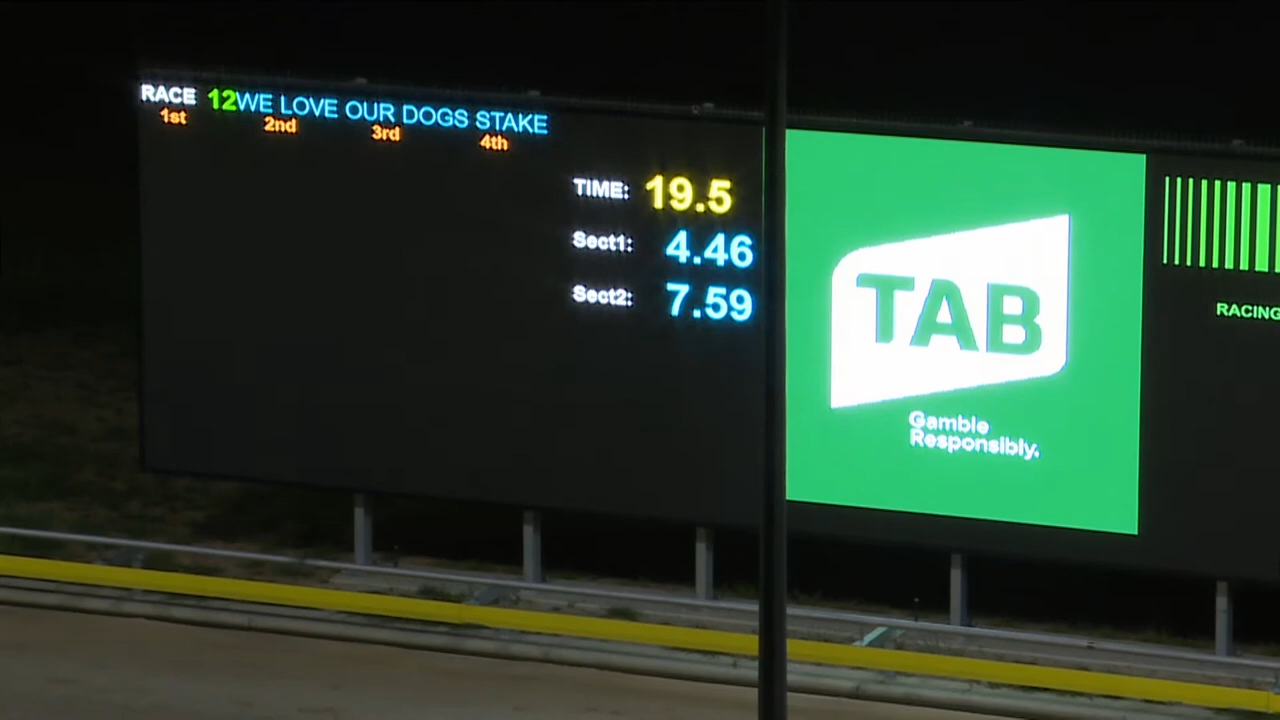 RACE 12WE LOVE OUR DOGS STAKE
1st 2nd 3rd 4th
TIME: 19.5
Sect1: 4.46
Sect2: 7.59
TAB
Gamble
Responsibly.
RACING